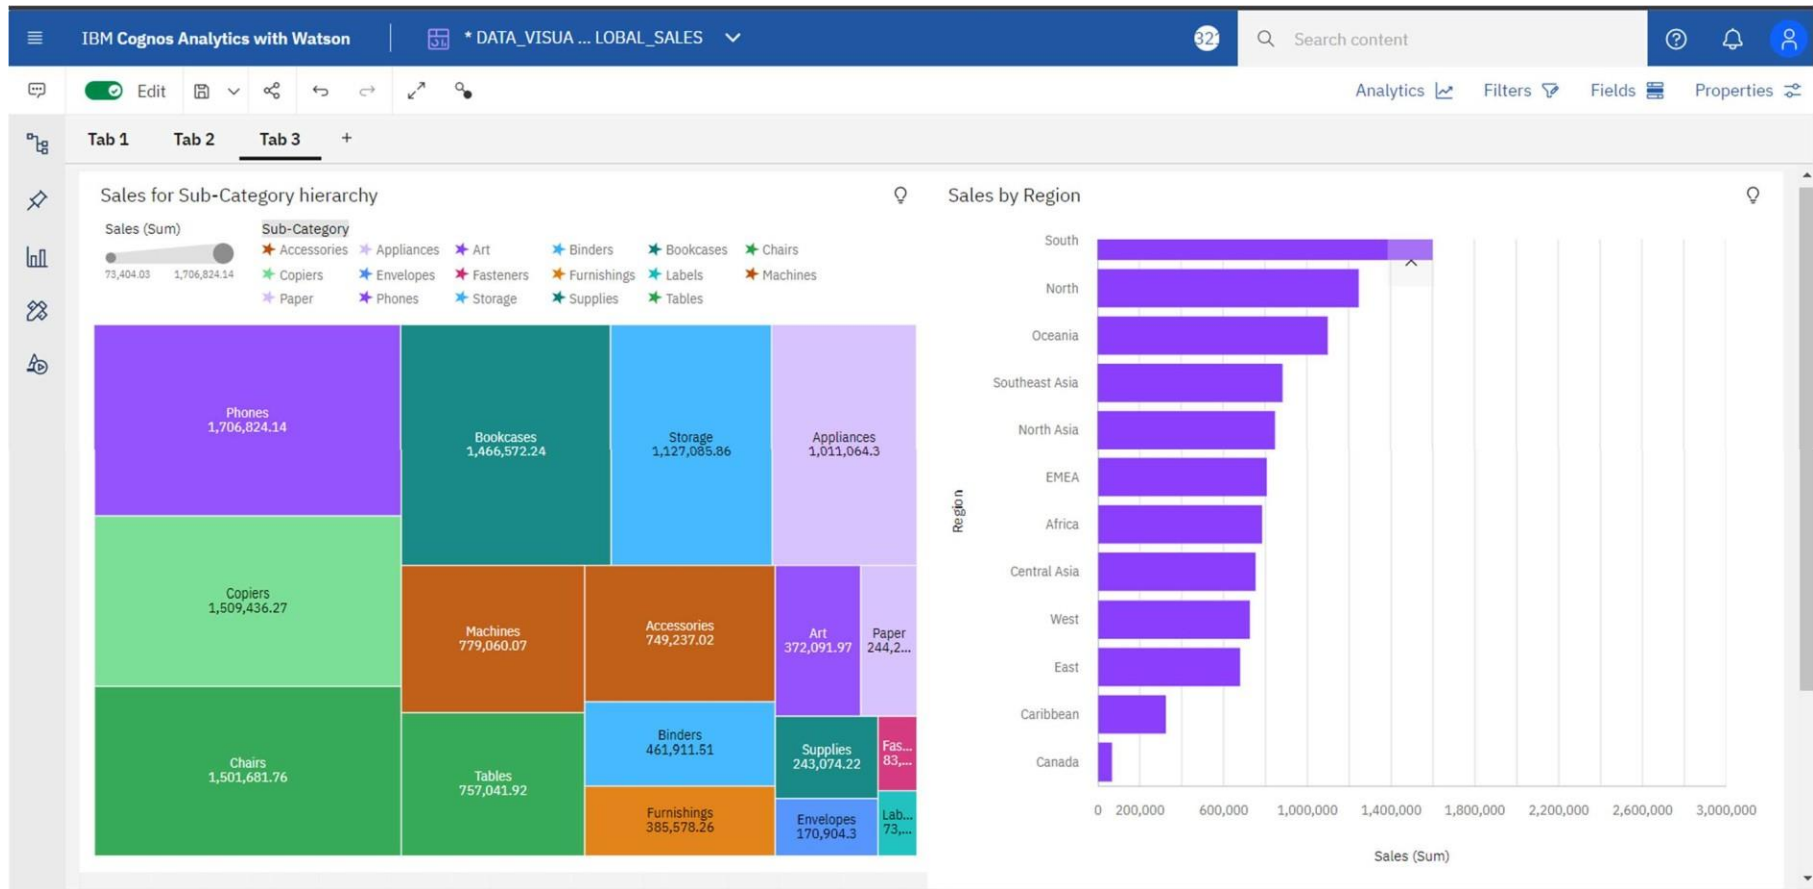 IBM Cognos Analytics with Watson
* DATA_VISUA ... LOBAL_SALES
321
Search content
Edit
Analytics
Filters
Fields
Properties
Tab 1
Tab 2
Tab 3
+
Sales for Sub-Category hierarchy
Sales (Sum)
73,404.03
1,706,824.14
Sub-Category
Accessories
Appliances
Art
Binders
Bookcases
Chairs
Copiers
Envelopes
Fasteners
Furnishings
Labels
Machines
Paper
Phones
Storage
Supplies
Tables
Phones
1,706,824.14
Bookcases
1,466,572.24
Storage
1,127,085.86
Appliances
1,011,064.3
Copiers
1,509,436.27
Machines
779,060.07
Accessories
749,237.02
Art
372,091.97
Paper
244,2...
Chairs
1,501,681.76
Tables
757,041.92
Binders
461,911.51
Furnishings
385,578.26
Supplies
243,074.22
Fas...
83,...
Envelopes
170,904.3
Lab...
73,...
Sales by Region
Region
South
North
Oceania
Southeast Asia
North Asia
EMEA
Africa
Central Asia
West
East
Caribbean
Canada
0
200,000
600,000
1,000,000
1,400,000
1,800,000
2,200,000
2,600,000
3,000,000
Sales (Sum)